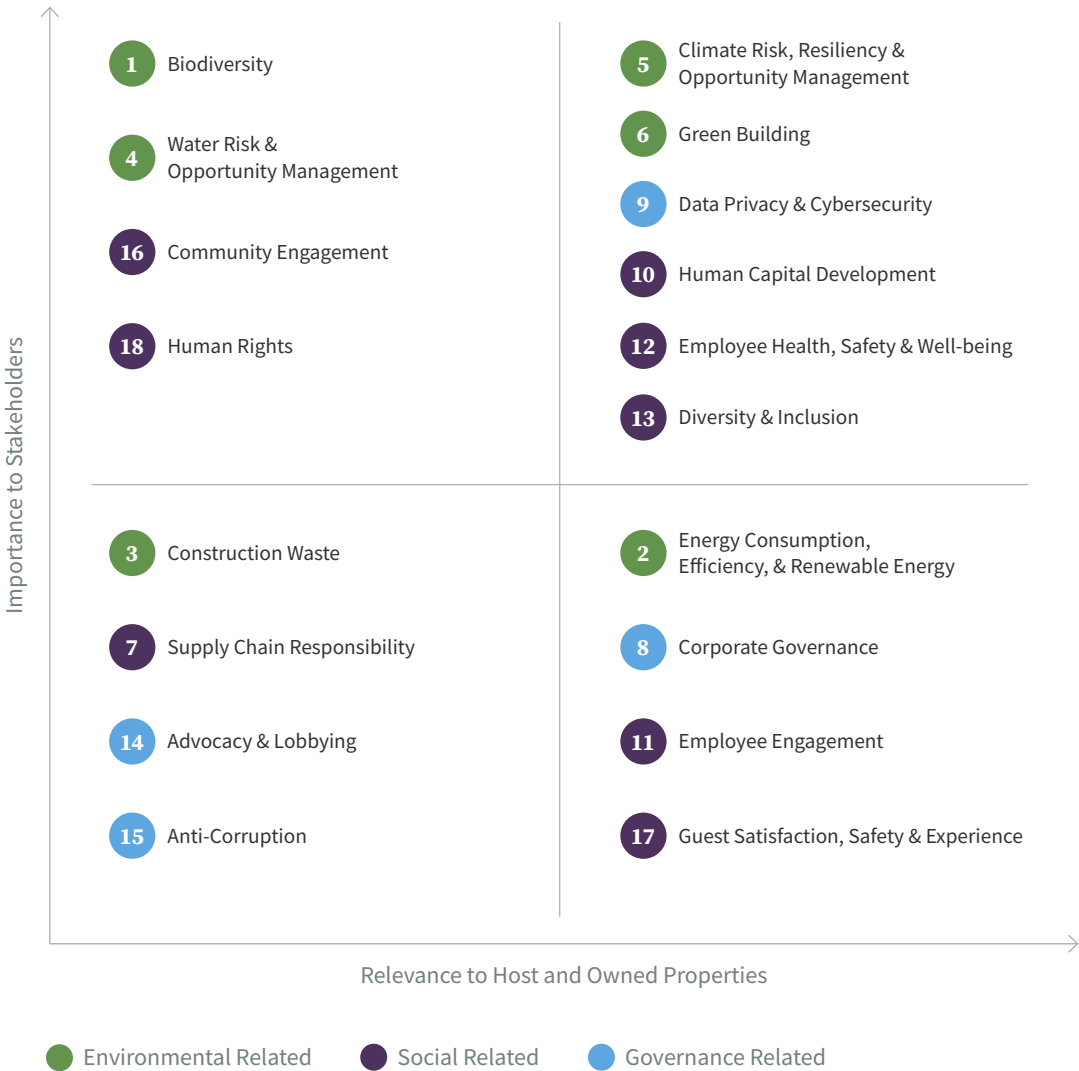 Importance to Stakeholders
1 Biodiversity
4 Water Risk &
Opportunity Management
16 Community Engagement
18 Human Rights
5 Climate Risk, Resiliency &
Opportunity Management
6 Green Building
9 Data Privacy & Cybersecurity
10 Human Capital Development
12 Employee Health, Safety & Well-being
13 Diversity & Inclusion
3 Construction Waste
7 Supply Chain Responsibility
14 Advocacy & Lobbying
15 Anti-Corruption
2 Energy Consumption,
Efficiency, & Renewable Energy
8 Corporate Governance
11 Employee Engagement
17 Guest Satisfaction, Safety & Experience
Relevance to Host and Owned Properties
Environmental Related
Social Related
Governance Related